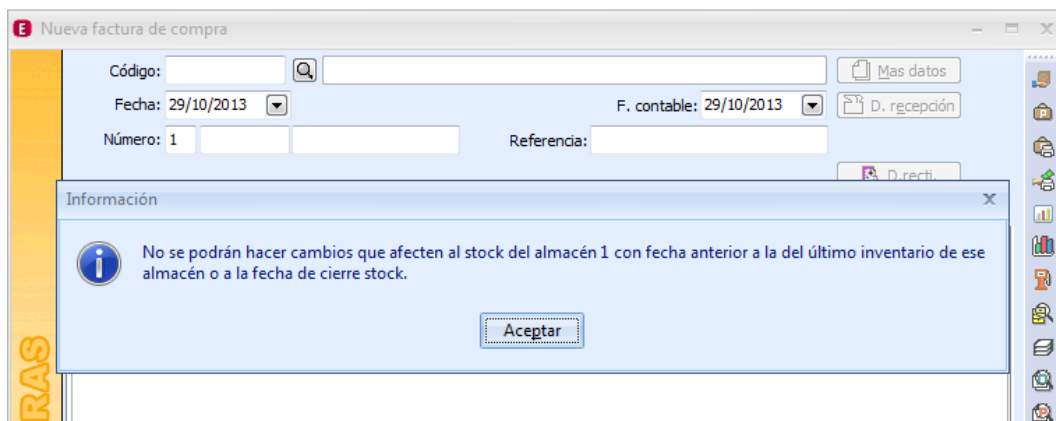 E Nueva factura de compra
Código:
Mas datos
Fecha: 29/10/2013 F. contable: 29/10/2013 D. recepción
Número: 1 Referencia:
D.recti.
Información
No se podrán hacer cambios que afecten al stock del almacén 1 con fecha anterior a la del último inventario de ese
almacén o a la fecha de cierre stock.
Aceptar
RAS